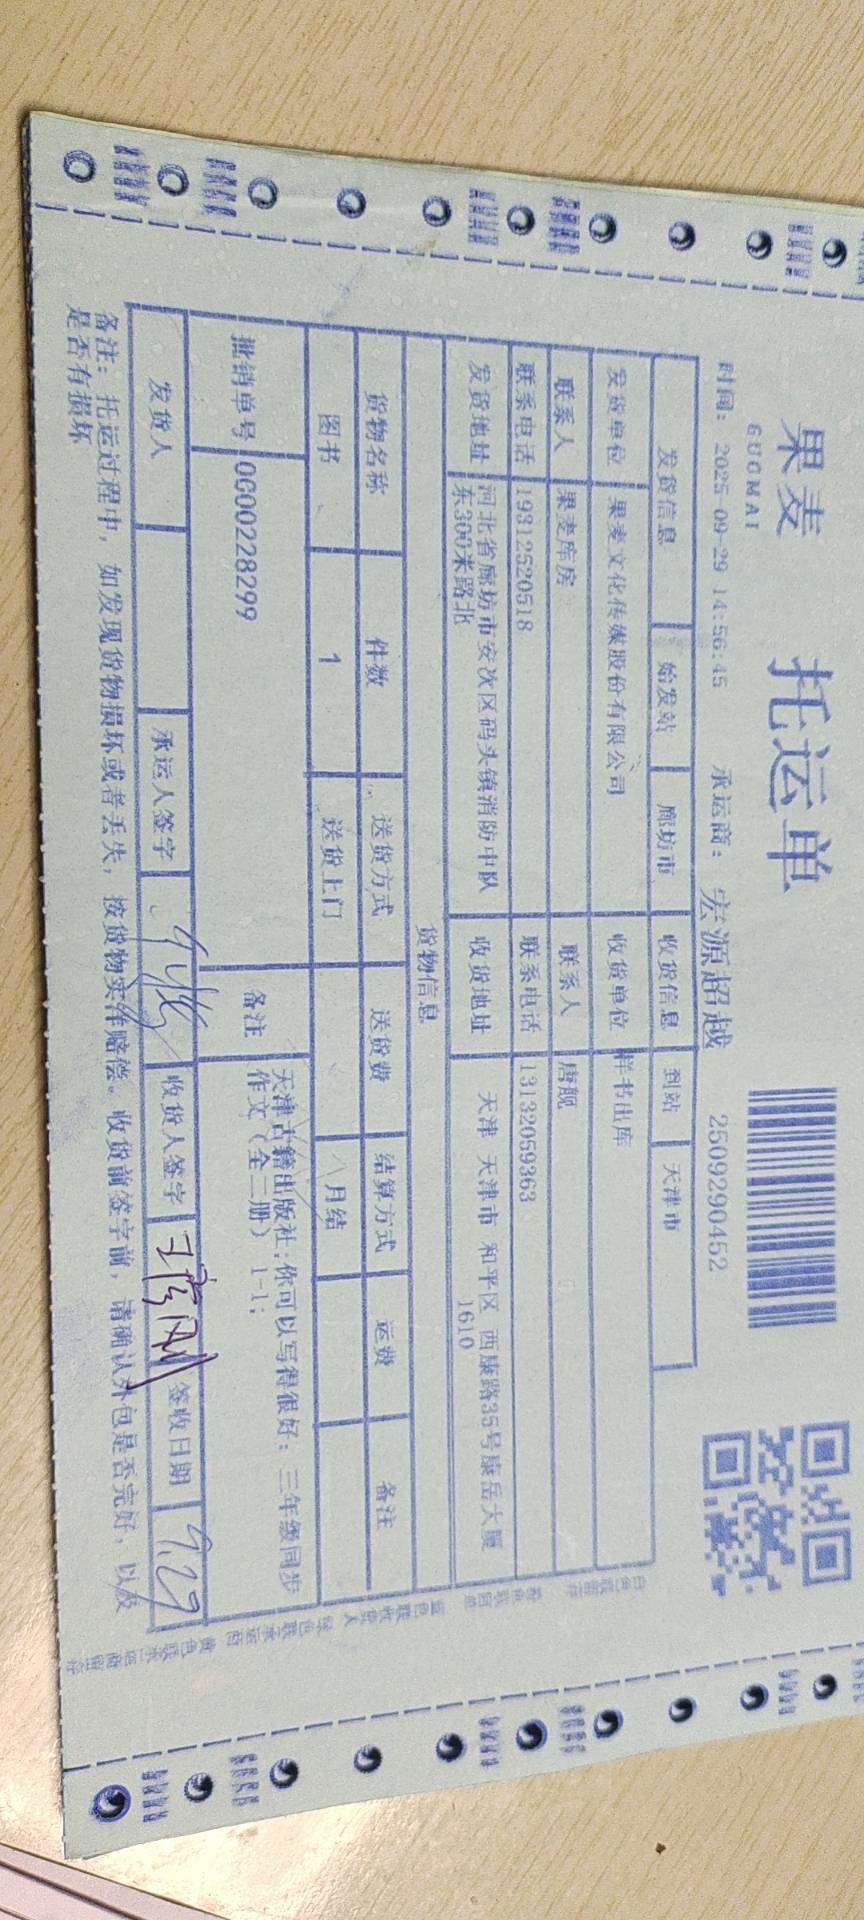 果麦
GUOMAI
托运单
时间: 2025-09-29 14:56:45 承运商: 宏源超越 2509290452
发货信息 始发站 廊坊市 收货信息 到站 天津市
发货单位 果麦文化传媒股份有限公司 收货单位 样书出库
联系人 果麦库房 联系人 唐舰
联系电话 19312520518 联系电话 13132059363
发货地址 河北省廊坊市安次区码头镇消防中队东300米路北 收货地址 天津 天津市 和平区 西康路35号康岳大厦1610
货物信息
货物名称 件数 送货方式 送货费 结算方式 运费 备注
图书 1 送货上门 月结
批销单号 0G00228299 备注 天津古籍出版社:你可以写得很好:三年级同步作文(全二册) 1-1;
发货人 承运人签字 收货人签字 签收日期 9.29
备注: 托运过程中, 如发现货物损坏或者丢失, 按货物实洋赔偿。收货前签字前, 请确认外包是否完好, 以及
是否有损坏